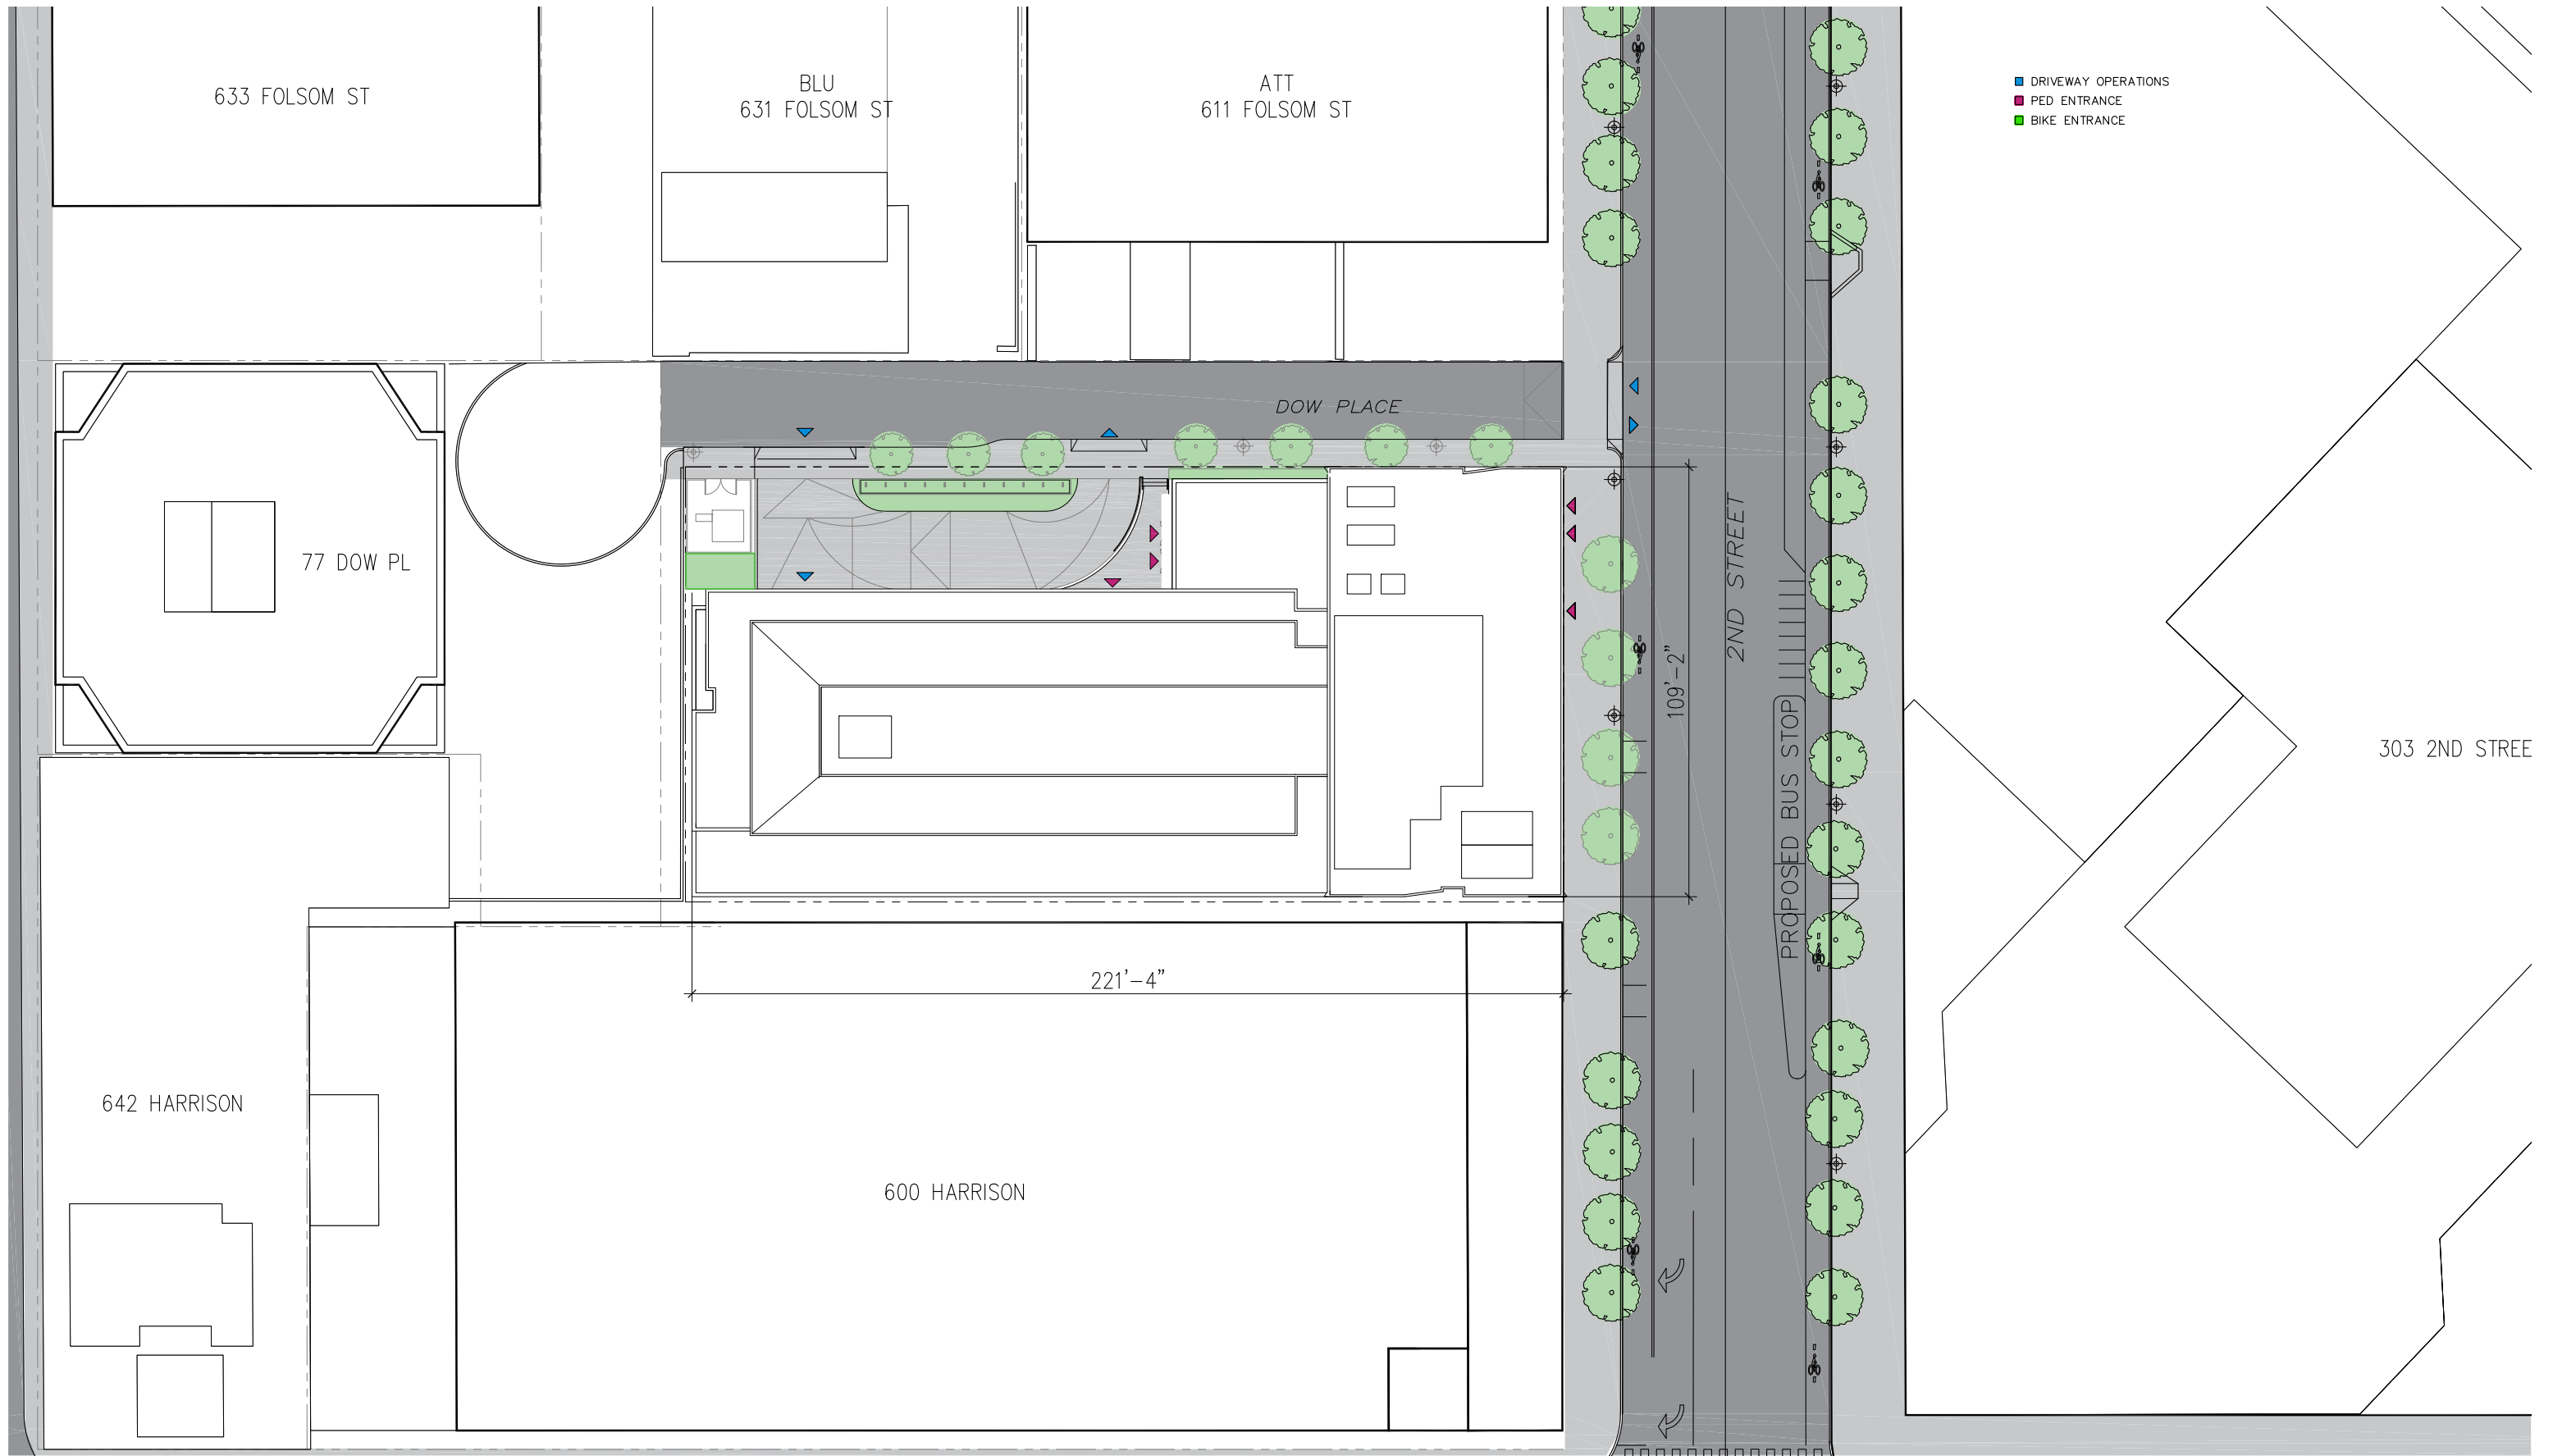 633 FOLSOM ST
BLU
631 FOLSOM ST
ATT
611 FOLSOM ST
DRIVEWAY OPERATIONS
PED ENTRANCE
BIKE ENTRANCE
DOW PLACE
77 DOW PL
2ND STREET
109'-2"
PROPOSED BUS STOP
303 2ND STREE
221'-4"
642 HARRISON
600 HARRISON